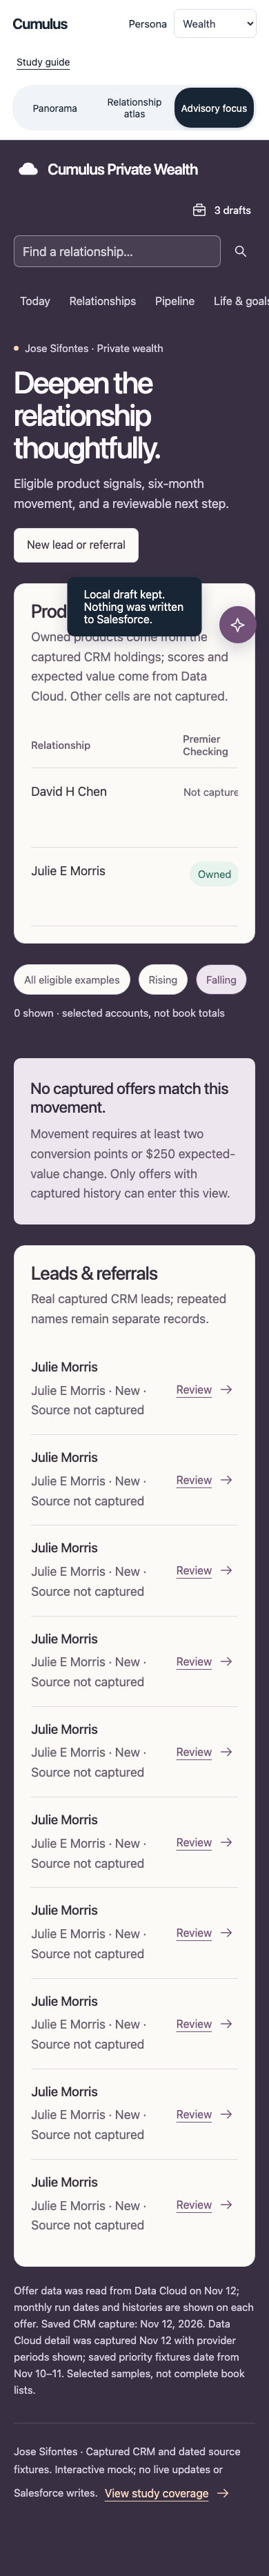 Cumulus
Persona
Wealth
Study guide
Panorama
Relationship
atlas
Advisory focus
Cumulus Private Wealth
3 drafts
Find a relationship...
Today
Relationships
Pipeline
Life & goals
Jose Sifontes · Private wealth
Deepen the
relationship
thoughtfully.
Eligible product signals, six-month
movement, and a reviewable next step.
New lead or referral
Local draft kept.
Nothing was written
to Salesforce.
Owned products come from the
captured CRM holdings; scores and
expected value come from Data
Cloud. Other cells are not captured.
Relationship
Premier
Checking
David H Chen
Not capture
Julie E Morris
Owned
All eligible examples
Rising
Falling
0 shown · selected accounts, not book totals
No captured offers match this
movement.
Movement requires at least two
conversion points or $250 expected-
value change. Only offers with
captured history can enter this view.
Leads & referrals
Real captured CRM leads; repeated
names remain separate records.
Julie Morris
Julie E Morris · New ·
Source not captured
Review
Julie Morris
Julie E Morris · New ·
Source not captured
Review
Julie Morris
Julie E Morris · New ·
Source not captured
Review
Julie Morris
Julie E Morris · New ·
Source not captured
Review
Julie Morris
Julie E Morris · New ·
Source not captured
Review
Julie Morris
Julie E Morris · New ·
Source not captured
Review
Julie Morris
Julie E Morris · New ·
Source not captured
Review
Julie Morris
Julie E Morris · New ·
Source not captured
Review
Julie Morris
Julie E Morris · New ·
Source not captured
Review
Julie Morris
Julie E Morris · New ·
Source not captured
Review
Offer data was read from Data Cloud on Nov 12;
monthly run dates and histories are shown on each
offer. Saved CRM capture: Nov 12, 2026. Data
Cloud detail was captured Nov 12 with provider
periods shown; saved priority fixtures date from
Nov 10–11. Selected samples, not complete book
lists.
Jose Sifontes · Captured CRM and dated source
fixtures. Interactive mock; no live updates or
Salesforce writes. View study coverage